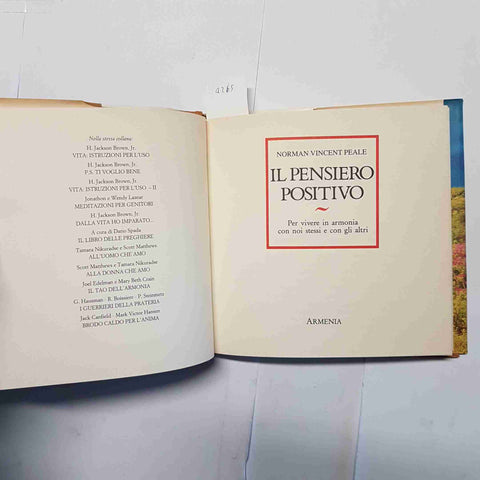 Nella stessa collana:
H. Jackson Brown, Jr.
VITA: ISTRUZIONI PER L'USO
H. Jackson Brown, Jr.
P.S. TI VOGLIO BENE
H. Jackson Brown, Jr.
VITA: ISTRUZIONI PER L'USO – II
Jonathon e Wendy Lazear
MEDITAZIONI PER GENITORI
H. Jackson Brown, Jr.
DALLA VITA HO IMPARATO...
A cura di Dario Spada
IL LIBRO DELLE PREGHIERE
Tamara Nikuradse e Scott Matthews
ALL'UOMO CHE AMO
Scott Matthews e Tamara Nikuradse
ALLA DONNA CHE AMO
Joel Edelman e Mary Beth Crain
IL TAO DELL'ARMONIA
G. Hausman - B. Boissiere - P.
I GUERRIERI DELLA PRATERIA
Jack Canfield - Mark Victor Hansen
BRODO CALDO PER L'ANIMA
NORMAN VINCENT PEALE
IL PENSIERO
POSITIVO
Per vivere in armonia
con noi stessi e con gli altri
ARMENIA